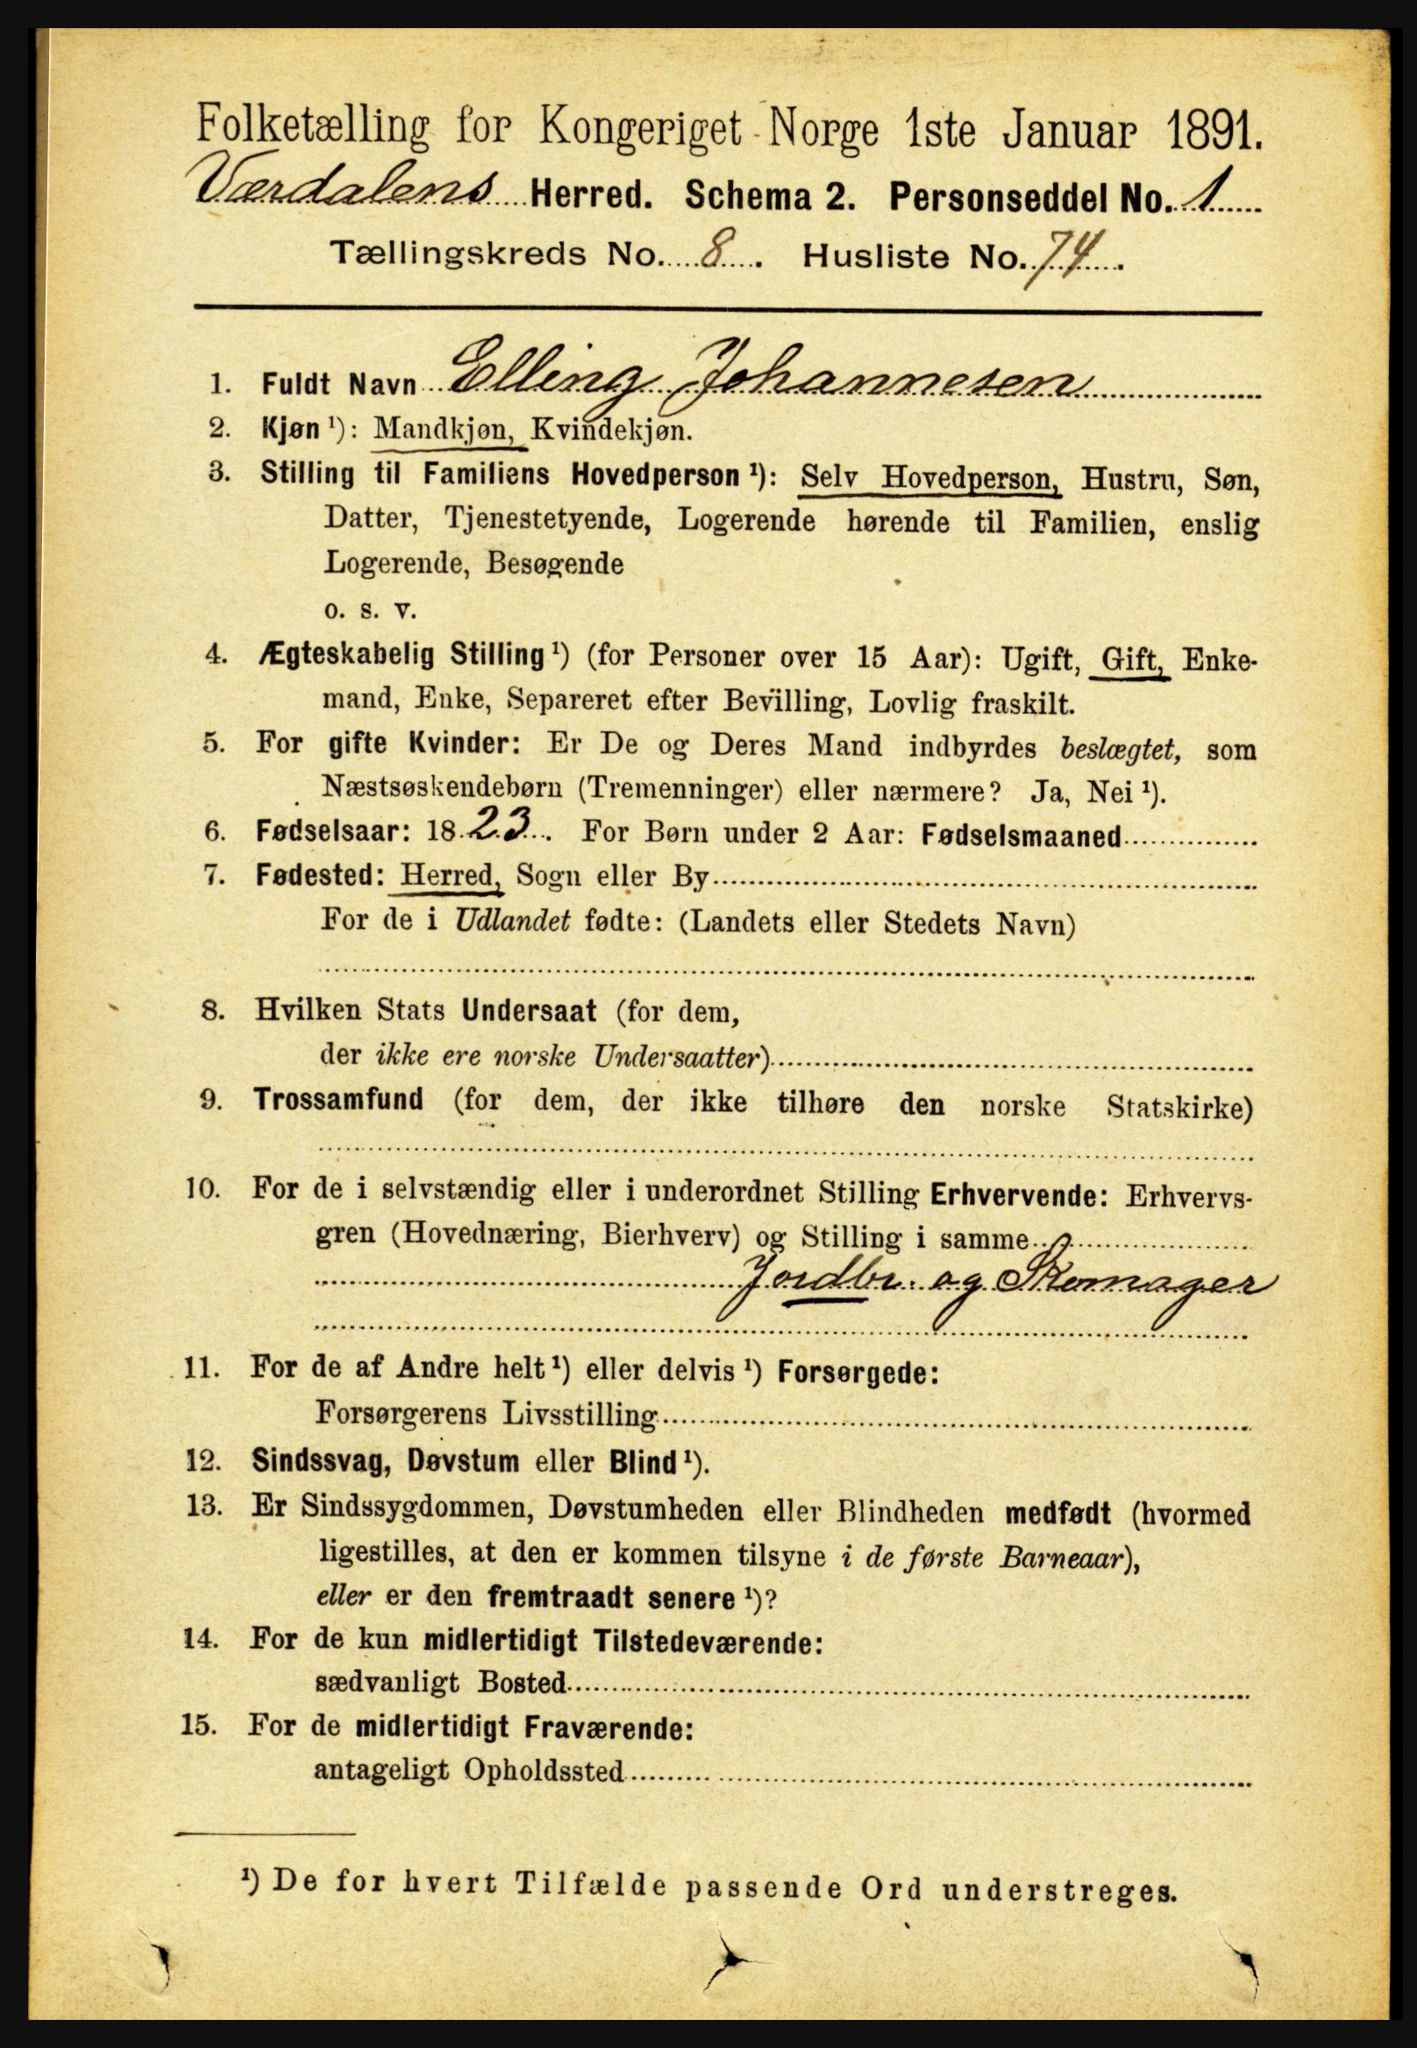 Folketælling for Kongeriget Norge 1ste Januar 1891.
Værdalens Herred. Schema 2. Personseddel No. 1
Tællingskreds No. 8. Husliste No. 74.
1. Fuldt Navn Elling Johannesen
2. Kjøn ¹): Mandkjøn, Kvindekjøn.
3. Stilling til Familiens Hovedperson ¹): Selv Hovedperson, Hustru, Søn,
Datter, Tjenestetyende, Logerende hørende til Familien, enslig
Logerende, Besøgende
o. s. v.
4. Ægteskabelig Stilling ¹) (for Personer over 15 Aar): Ugift, Gift, Enke-
mand, Enke, Separeret efter Bevilling, Lovlig fraskilt.
5. For gifte Kvinder: Er De og Deres Mand indbyrdes beslægtet, som
Næstsøskendebørn (Tremenninger) eller nærmere? Ja, Nei ¹).
6. Fødselsaar: 1823. For Børn under 2 Aar: Fødselsmaaned
7. Fødested: Herred, Sogn eller By
For de i Udlandet fødte: (Landets eller Stedets Navn)
8. Hvilken Stats Undersaat (for dem,
der ikke ere norske Undersaatter)
9. Trossamfund (for dem, der ikke tilhøre den norske Statskirke)
10. For de i selvstændig eller i underordnet Stilling Erhvervende: Erhvervs-
gren (Hovednæring, Bierhverv) og Stilling i samme
Jordbr. og Skomager
11. For de af Andre helt ¹) eller delvis ¹) Forsørgede:
Forsørgerens Livsstilling
12. Sindssvag, Døvstum eller Blind ¹).
13. Er Sindssygdommen, Døvstumheden eller Blindheden medfødt (hvormed
ligestilles, at den er kommen tilsyne i de første Barneaar),
eller er den fremtraadt senere ¹)?
14. For de kun midlertidigt Tilstedeværende:
sædvanligt Bosted
15. For de midlertidigt Fraværende:
antageligt Opholdssted
¹) De for hvert Tilfælde passende Ord understreges.